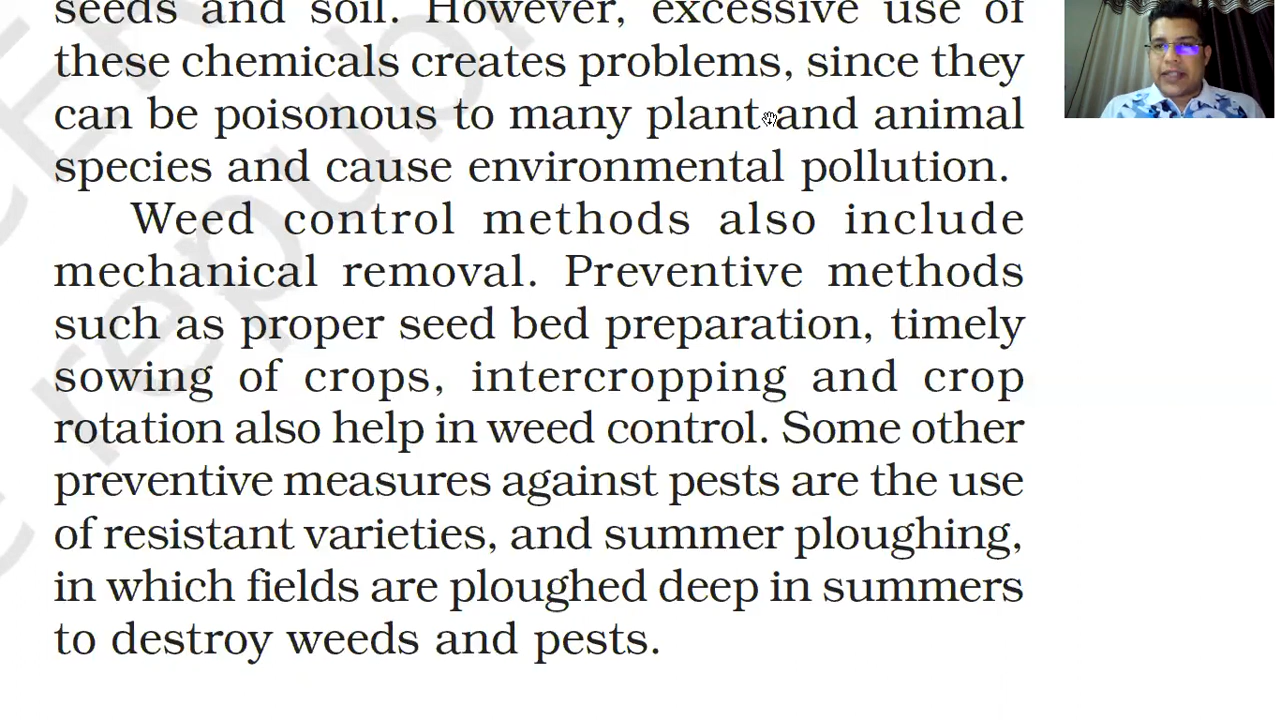 seeds and soil. However, excessive use of
these chemicals creates problems, since they
can be poisonous to many plant and animal
species and cause environmental pollution.
Weed control methods also include
mechanical removal. Preventive methods
such as proper seed bed preparation, timely
sowing of crops, intercropping and crop
rotation also help in weed control. Some other
preventive measures against pests are the use
of resistant varieties, and summer ploughing,
in which fields are ploughed deep in summers
to destroy weeds and pests.